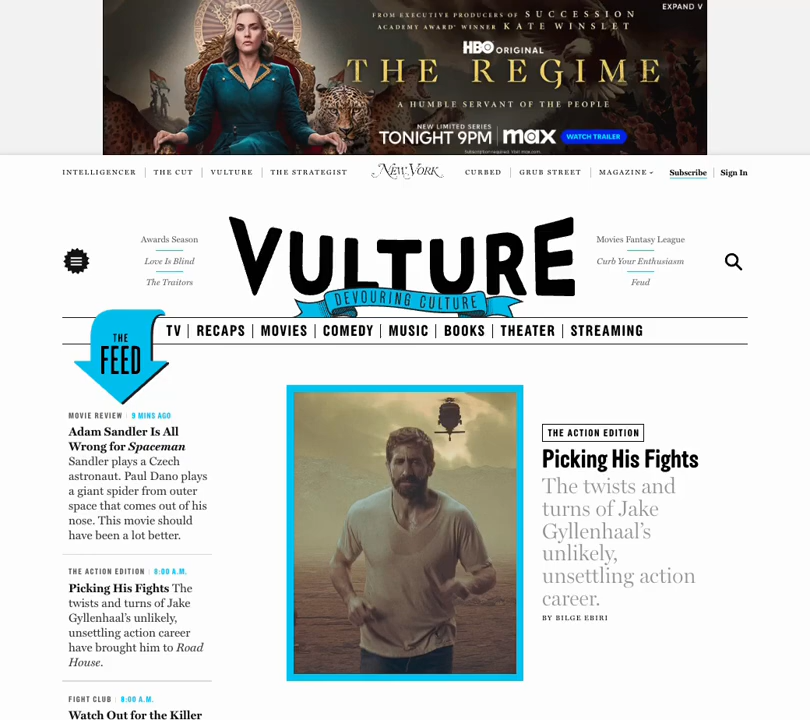 EXPAND V
FROM EXECUTIVE PRODUCERS OF SUCCESSION
ACADEMY AWARD® WINNER KATE WINSLET
HBO ORIGINAL
THE REGIME
A HUMBLE SERVANT OF THE PEOPLE
NEW LIMITED SERIES
TONIGHT 9PM max WATCH TRAILER
Subscription required. Visit max.com.
INTELLIGENCER THE CUT VULTURE THE STRATEGIST NEW YORK CURBED GRUB STREET MAGAZINE Subscribe Sign In
Awards Season
Love Is Blind
The Traitors
VULTURE
DEVOURING CULTURE
Movies Fantasy League
Curb Your Enthusiasm
Feud
TV RECAPS MOVIES COMEDY MUSIC BOOKS THEATER STREAMING
THE
FEED
MOVIE REVIEW 9 MINS AGO
Adam Sandler Is All
Wrong for Spaceman
Sandler plays a Czech
astronaut. Paul Dano plays
a giant spider from outer
space that comes out of his
nose. This movie should
have been a lot better.
THE ACTION EDITION 8:00 A.M.
Picking His Fights The
twists and turns of Jake
Gyllenhaal’s unlikely,
unsettling action career
have brought him to Road
House.
FIGHT CLUB 8:00 A.M.
Watch Out for the Killer
THE ACTION EDITION
Picking His Fights
The twists and
turns of Jake
Gyllenhaal’s
unlikely,
unsettling action
career.
BY BILGE EBIRI